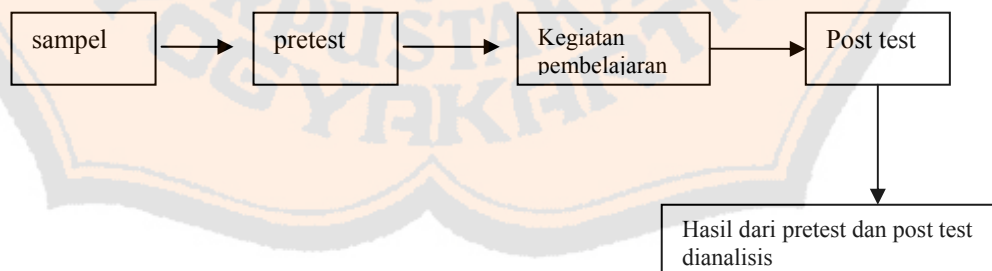 sampel
pretest
Kegiatan
pembelajaran
Post test
Hasil dari pretest dan post test
dianalisis